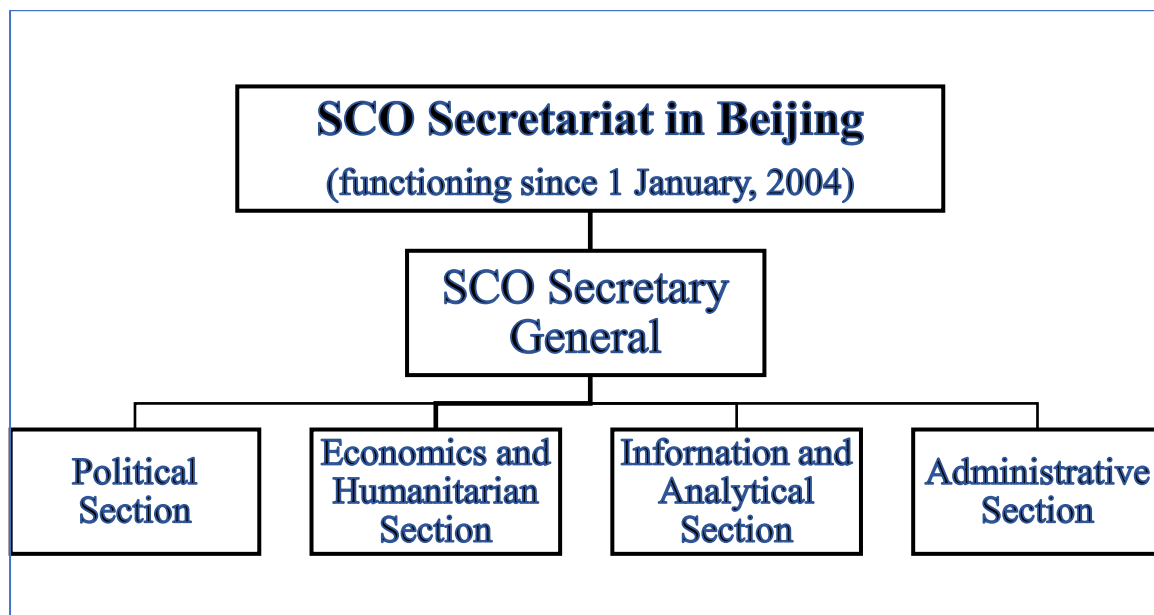 SCO Secretariat in Beijing
(functioning since 1 January, 2004)
SCO Secretary
General
Political
Section
Economics and
Humanitarian
Section
Infornation and
Analytical
Section
Administrative
Section